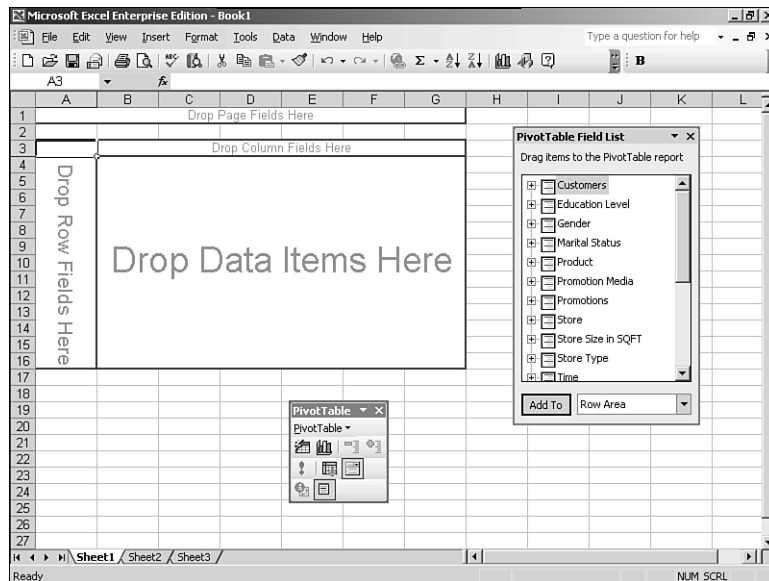 Microsoft Excel Enterprise Edition - Book1
File Edit View Insert Format Tools Data Window Help
Type a question for help
B
A3
fx
A B C D E F G H I J K L
1 Drop Page Fields Here
2
3 Drop Column Fields Here
4
5
6
7
8
9
10
11
12
13
14
15
16
17
18
19
20
21
22
23
24
25
26
27
Drop Row Fields Here
Drop Data Items Here
PivotTable Field List
Drag items to the PivotTable report
Customers
Education Level
Gender
Marital Status
Product
Promotion Media
Promotions
Store
Store Size in SQFT
Store Type
Time
Add To Row Area
PivotTable
PivotTable
Sheet1 Sheet2 Sheet3
Ready
NUM SCRL